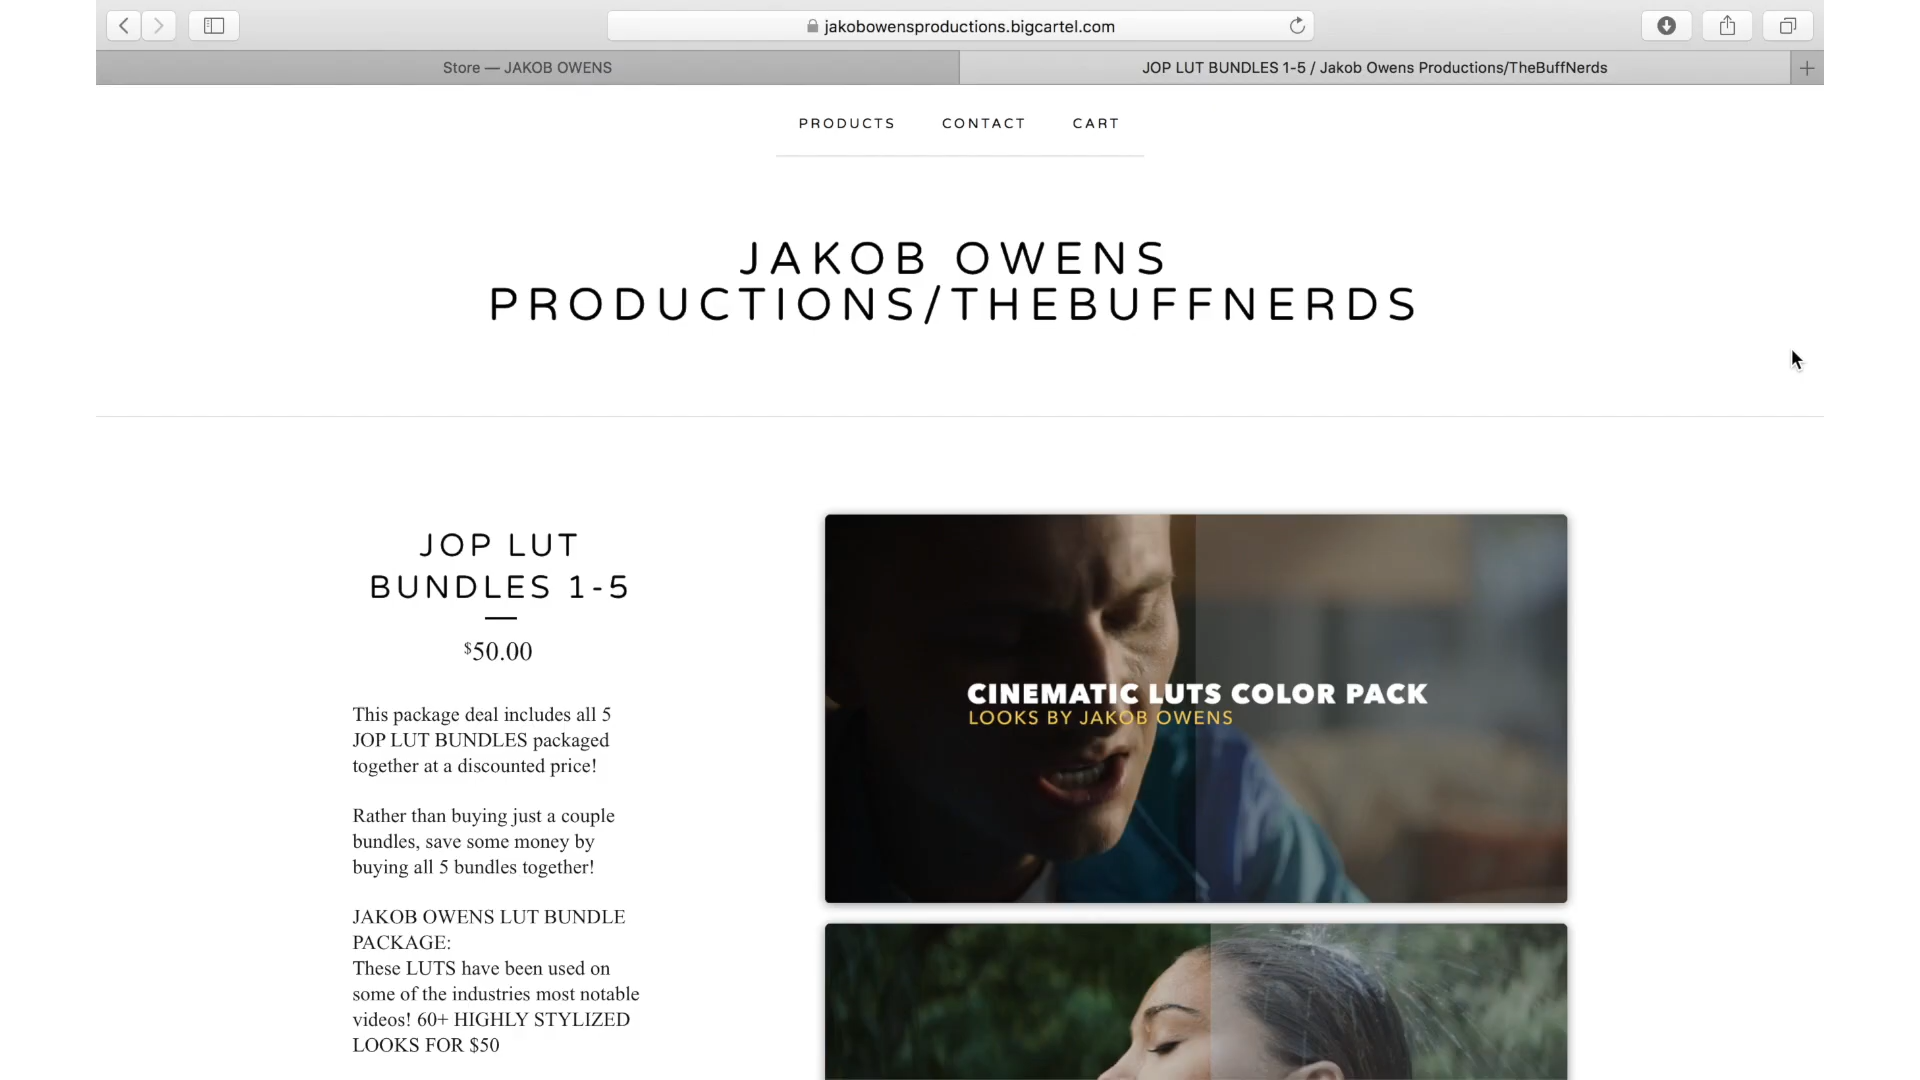 jakobowensproductions.bigcartel.com
Store — JAKOB OWENS
JOP LUT BUNDLES 1-5 / Jakob Owens Productions/TheBuffNerds
PRODUCTS CONTACT CART
JAKOB OWENS
PRODUCTIONS/THEBUFFNERDS
JOP LUT
BUNDLES 1-5
$50.00
This package deal includes all 5
JOP LUT BUNDLES packaged
together at a discounted price!
Rather than buying just a couple
bundles, save some money by
buying all 5 bundles together!
JAKOB OWENS LUT BUNDLE
PACKAGE:
These LUTS have been used on
some of the industries most notable
videos! 60+ HIGHLY STYLIZED
LOOKS FOR $50
CINEMATIC LUTS COLOR PACK
LOOKS BY JAKOB OWENS